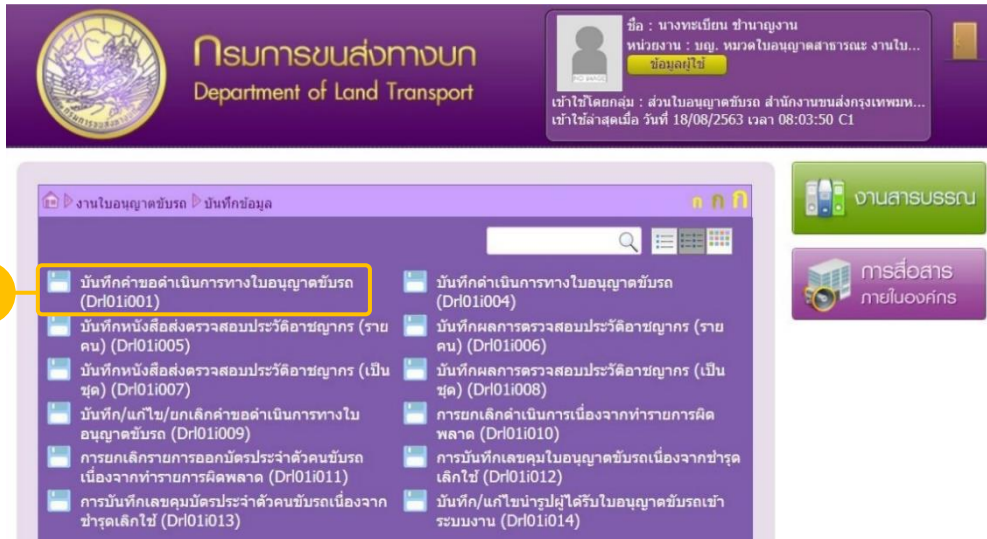 กรมการขนส่งทางบก
Department of Land Transport
ชื่อ : นางทะเบียน ชำนาญงาน
หน่วยงาน : บญ. หมวดใบอนุญาตสาธารณะ งานใบ...
ข้อมูลผู้ใช้
NO IMAGE
เข้าใช้โดยกลุ่ม : ส่วนใบอนุญาตขับรถ สำนักงานขนส่งกรุงเทพมห...
เข้าใช้ล่าสุดเมื่อ วันที่ 18/08/2563 เวลา 08:03:50 C1
งานใบอนุญาตขับรถ บันทึกข้อมูล
ก ก ก
บันทึกคำขอดำเนินการทางใบอนุญาตขับรถ
(Drl01i001)
บันทึกดำเนินการทางใบอนุญาตขับรถ
(Drl01i004)
บันทึกหนังสือส่งตรวจสอบประวัติอาชญากร (ราย
คน) (Drl01i005)
บันทึกผลการตรวจสอบประวัติอาชญากร (ราย
คน) (Drl01i006)
บันทึกหนังสือส่งตรวจสอบประวัติอาชญากร (เป็น
ชุด) (Drl01i007)
บันทึกผลการตรวจสอบประวัติอาชญากร (เป็น
ชุด) (Drl01i008)
บันทึก/แก้ไข/ยกเลิกคำขอดำเนินการทางใบ
อนุญาตขับรถ (Drl01i009)
การยกเลิกดำเนินการเนื่องจากทำรายการผิด
พลาด (Drl01i010)
การยกเลิกรายการออกบัตรประจำตัวคนขับรถ
เนื่องจากทำรายการผิดพลาด (Drl01i011)
การบันทึกเลขคุมใบอนุญาตขับรถเนื่องจากชำรุด
เลิกใช้ (Drl01i012)
การบันทึกเลขคุมบัตรประจำตัวคนขับรถเนื่องจาก
ชำรุดเลิกใช้ (Drl01i013)
บันทึก/แก้ไขนำรูปผู้ได้รับใบอนุญาตขับรถเข้า
ระบบงาน (Drl01i014)
งานสารบรรณ
การสื่อสาร
ภายในองค์กร